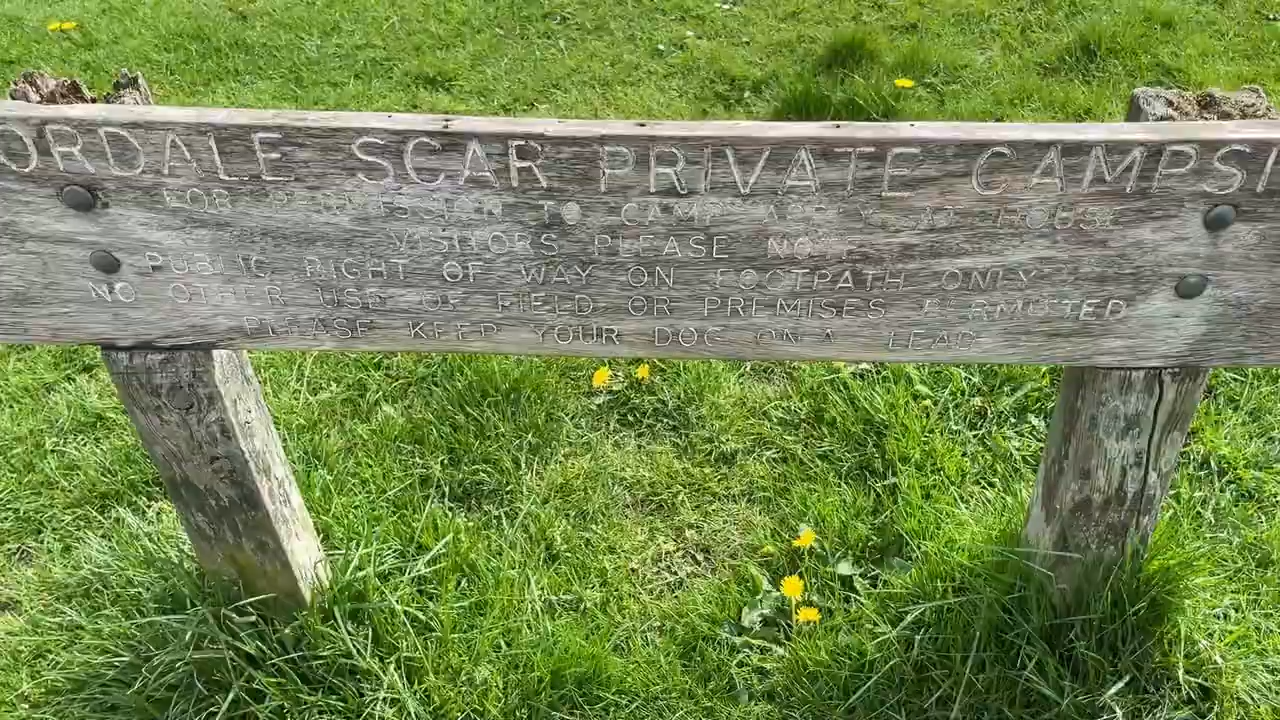 ORDALE SCAR PRIVATE CAMPSI
FOR PERMISSION TO CAMP APPLY AT HOUSE
VISITORS PLEASE NOTE
PUBLIC RIGHT OF WAY ON FOOTPATH ONLY
NO OTHER USE OF FIELD OR PREMISES PERMITTED
PLEASE KEEP YOUR DOG ON A LEAD